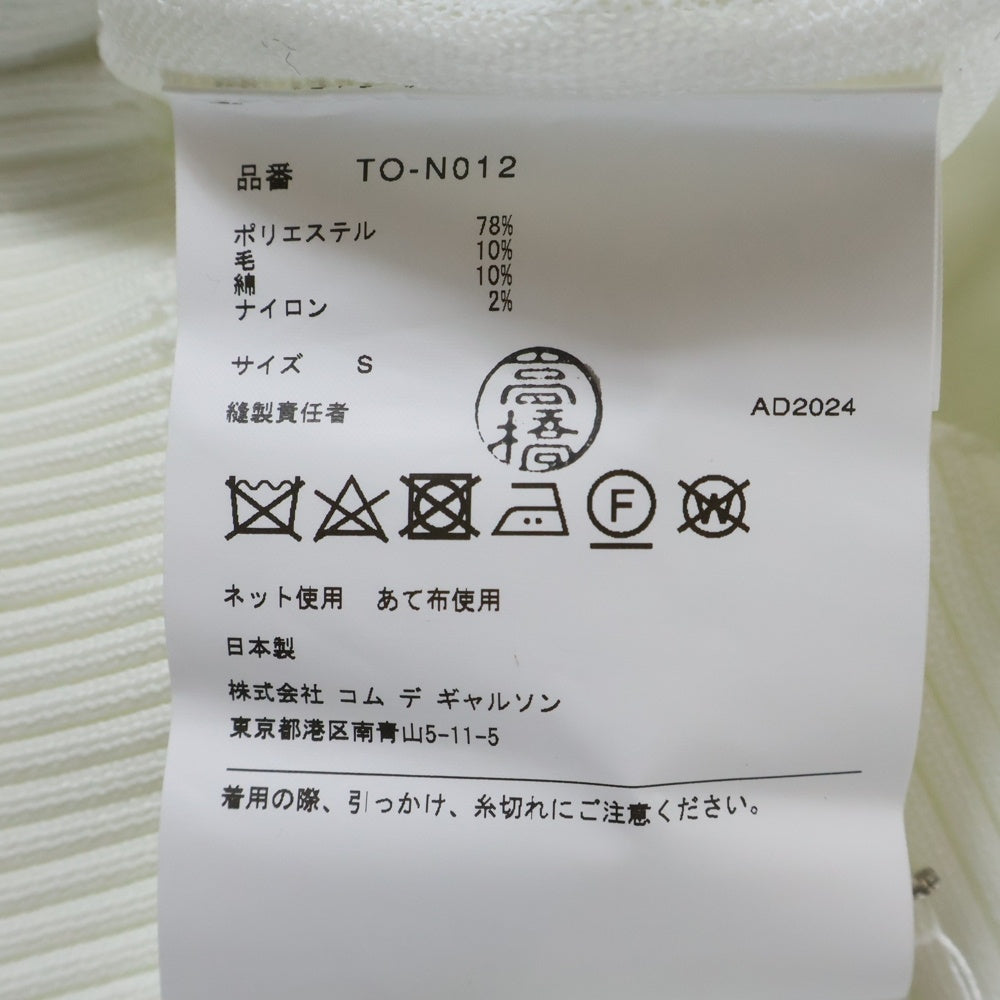 品番 TO-N012
ポリエステル 78%
毛 10%
綿 10%
ナイロン 2%
サイズ S
縫製責任者 高橋 AD2024
F W
ネット使用 あて布使用
日本製
株式会社 コム デ ギャルソン
東京都港区南青山5-11-5
着用の際、引っかけ、糸切れにご注意ください。